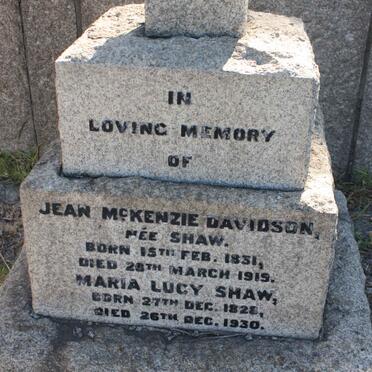 IN
LOVING MEMORY
OF
JEAN McKENZIE DAVIDSON,
NÉE SHAW.
BORN 15TH FEB. 1831,
DIED 28TH MARCH 1915.
MARIA LUCY SHAW,
BORN 27TH DEC. 1828,
DIED 26TH DEC. 1930.